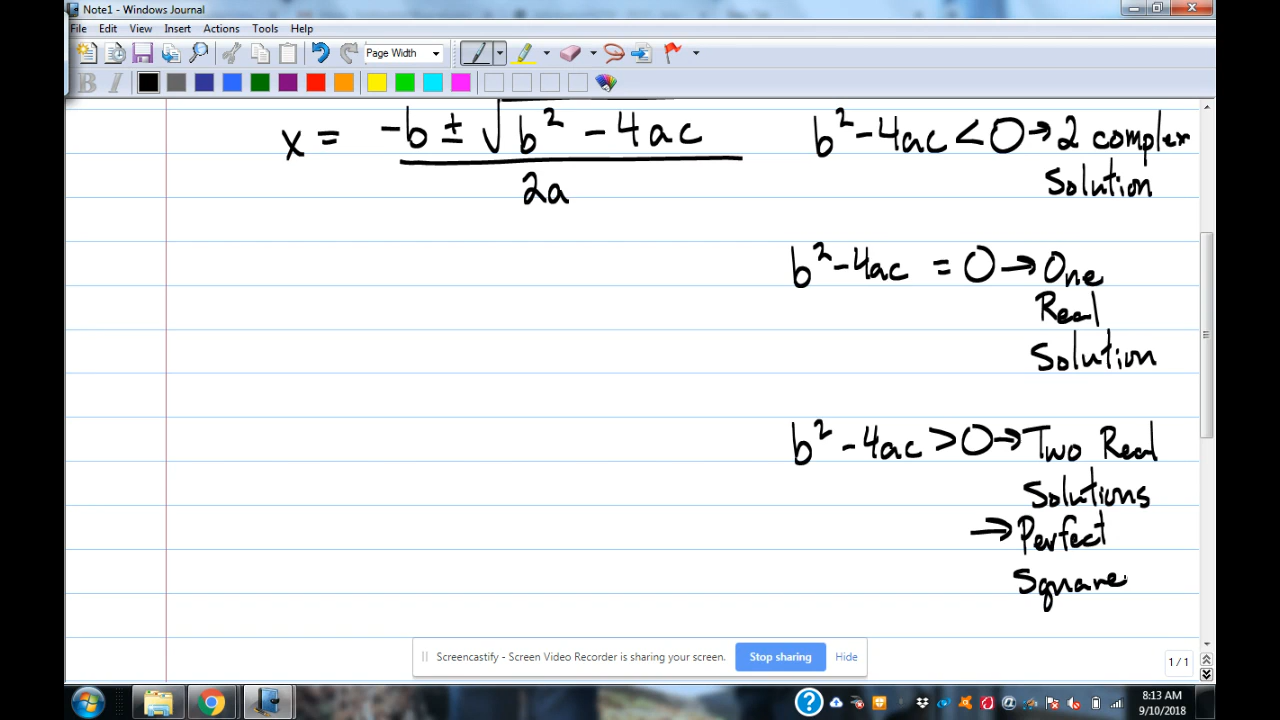 Note1 - Windows Journal
File Edit View Insert Actions Tools Help
Page Width
B I
x = -b ± √b² - 4ac
2a
b² - 4ac < 0 → 2 complex
Solution
b² - 4ac = 0 → One
Real
Solution
b² - 4ac > 0 → Two Real
Solutions
→ Perfect
Square
Screencastify - Screen Video Recorder is sharing your screen. Stop sharing Hide
1 / 1
8:13 AM
9/10/2018